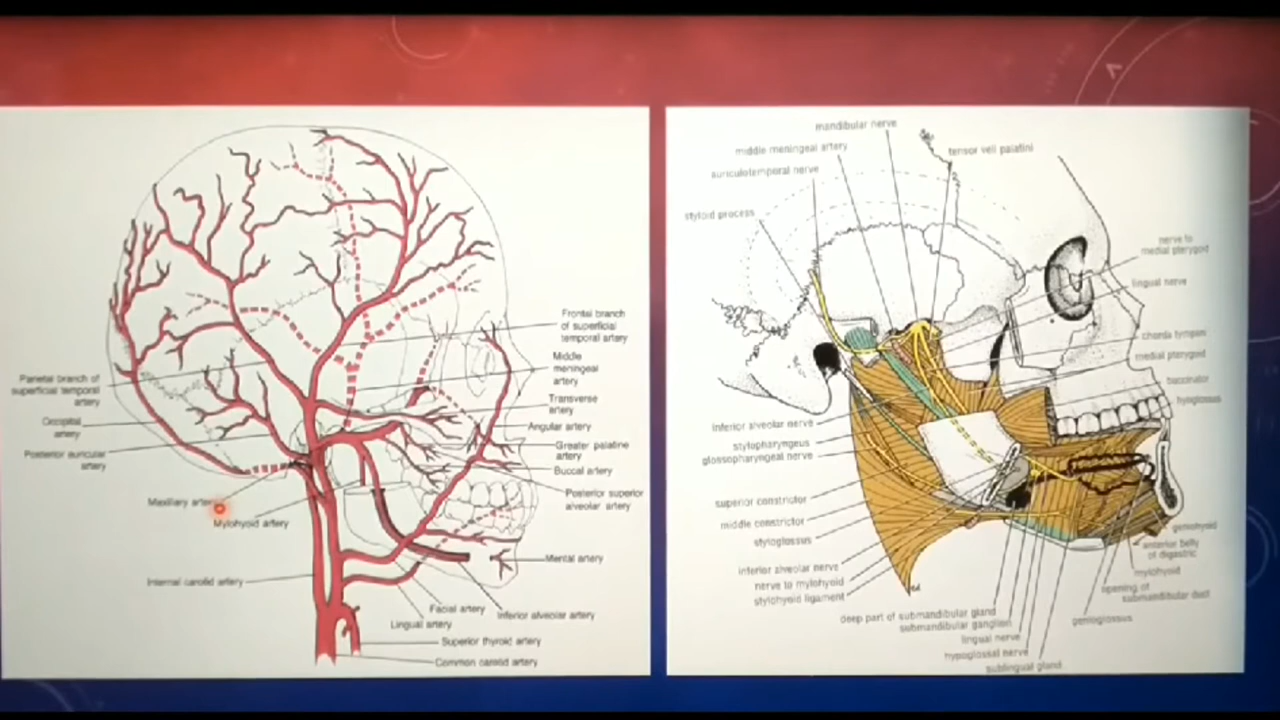 Frontal branch
of superficial
temporal artery
Middle
meningeal
artery
Transverse
artery
Angular artery
Greater palatine
artery
Buccal artery
Posterior superior
alveolar artery
Mental artery
Inferior alveolar artery
Facial artery
Lingual artery
Superior thyroid artery
Common carotid artery
Parietal branch of
superficial temporal
artery
Occipital
artery
Posterior auricular
artery
Maxillary artery
Mylohyoid artery
Internal carotid artery
mandibular nerve
middle meningeal artery
auriculotemporal nerve
styloid process
tensor veli palatini
nerve to
medial pterygoid
lingual nerve
chorda tympani
medial pterygoid
buccinator
hyoglossus
inferior alveolar nerve
stylopharyngeus
glossopharyngeal nerve
superior constrictor
middle constrictor
styloglossus
inferior alveolar nerve
nerve to mylohyoid
stylohyoid ligament
deep part of submandibular gland
submandibular ganglion
lingual nerve
hypoglossal nerve
sublingual gland
geniohyoid
anterior belly
of digastric
mylohyoid
opening of
submandibular duct
genioglossus